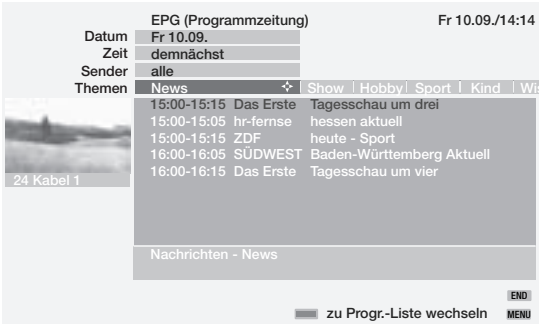 EPG (Programmzeitung) Fr 10.09./14:14
Datum Fr 10.09.
Zeit demnächst
Sender alle
Themen News Show Hobby Sport Kind Wi
15:00-15:15 Das Erste Tagesschau um drei
15:00-15:05 hr-fernse hessen aktuell
15:00-15:15 ZDF heute - Sport
16:00-16:05 SÜDWEST Baden-Württemberg Aktuell
16:00-16:15 Das Erste Tagesschau um vier
24 Kabel 1
Nachrichten - News
END
zu Progr.-Liste wechseln MENU